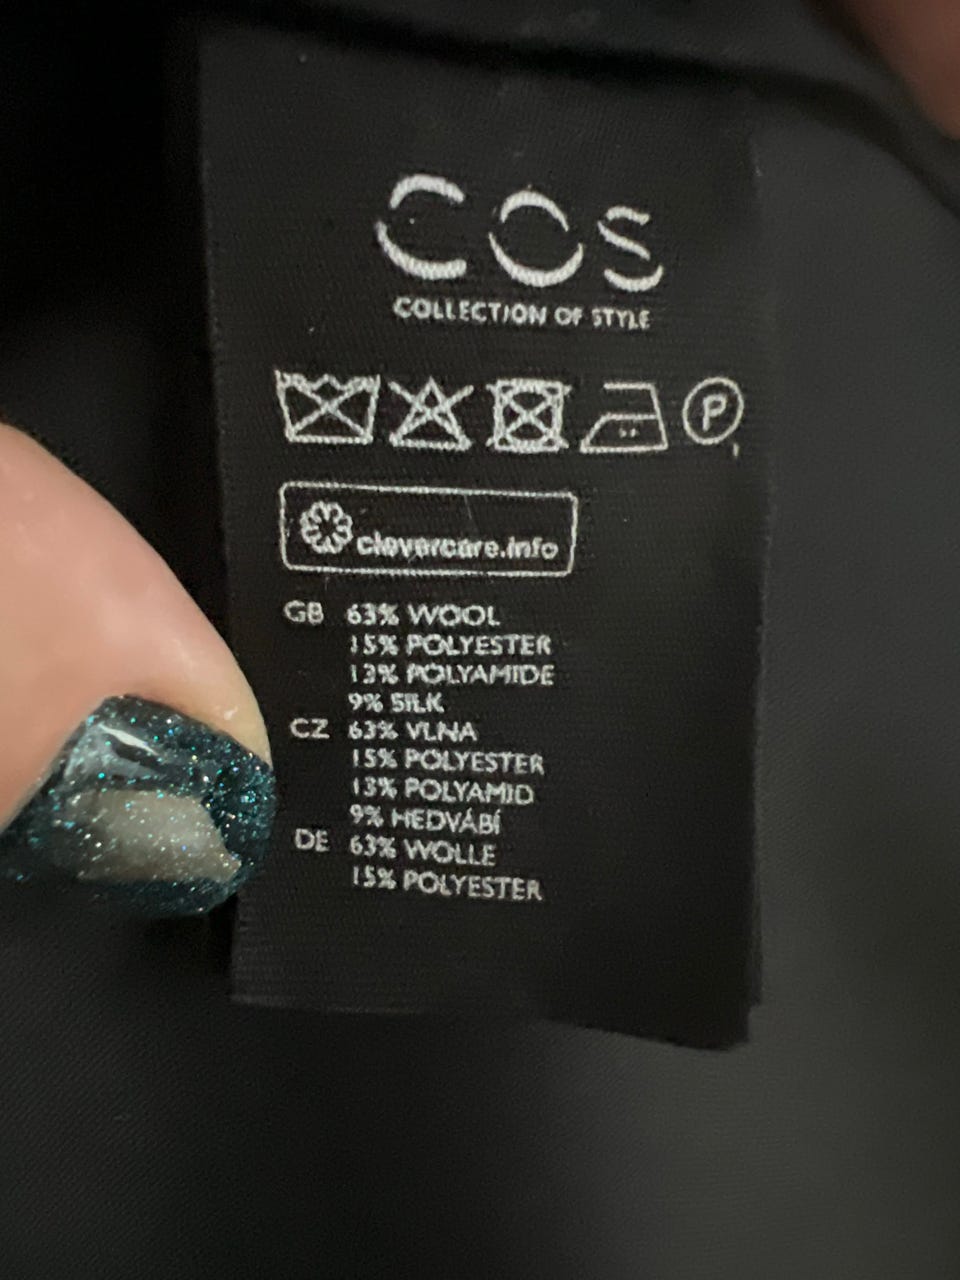 COS
COLLECTION OF STYLE
P
clevercare.info
GB 63% WOOL
15% POLYESTER
13% POLYAMIDE
9% SILK
CZ 63% VLNA
15% POLYESTER
13% POLYAMID
9% HEDVÁBÍ
DE 63% WOLLE
15% POLYESTER